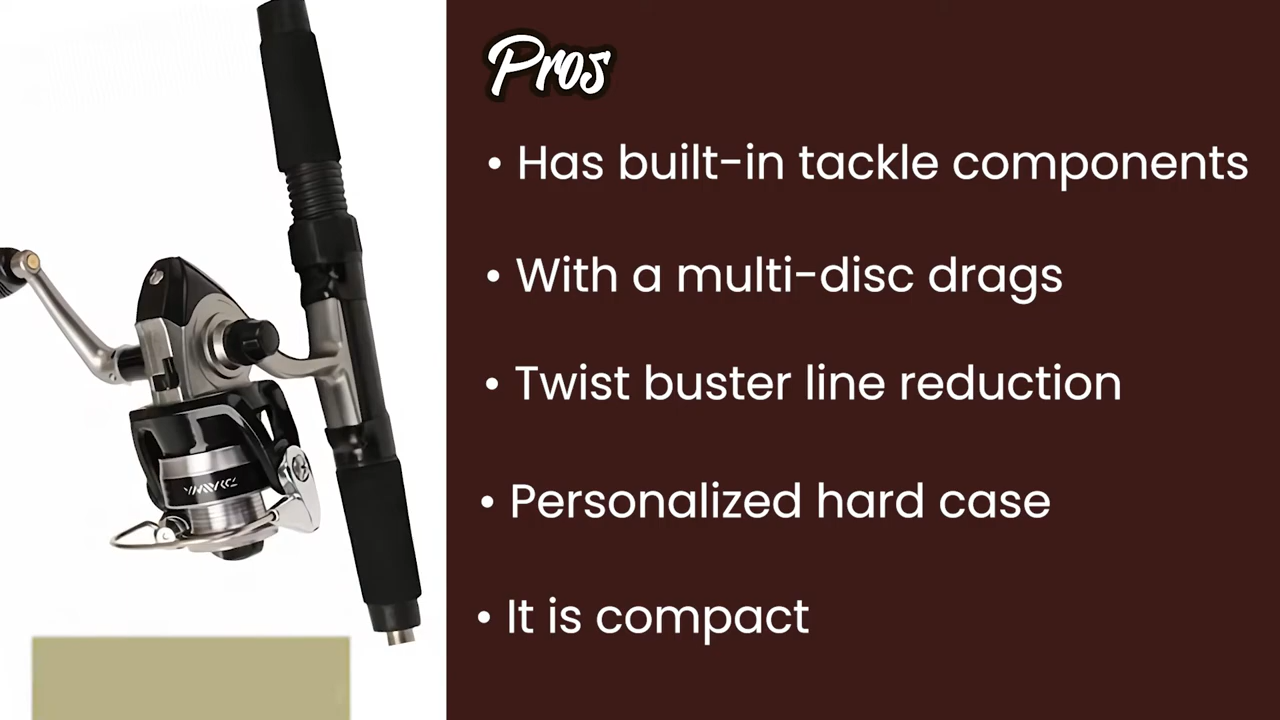 Pros
• Has built-in tackle components
• With a multi-disc drags
• Twist buster line reduction
• Personalized hard case
• It is compact